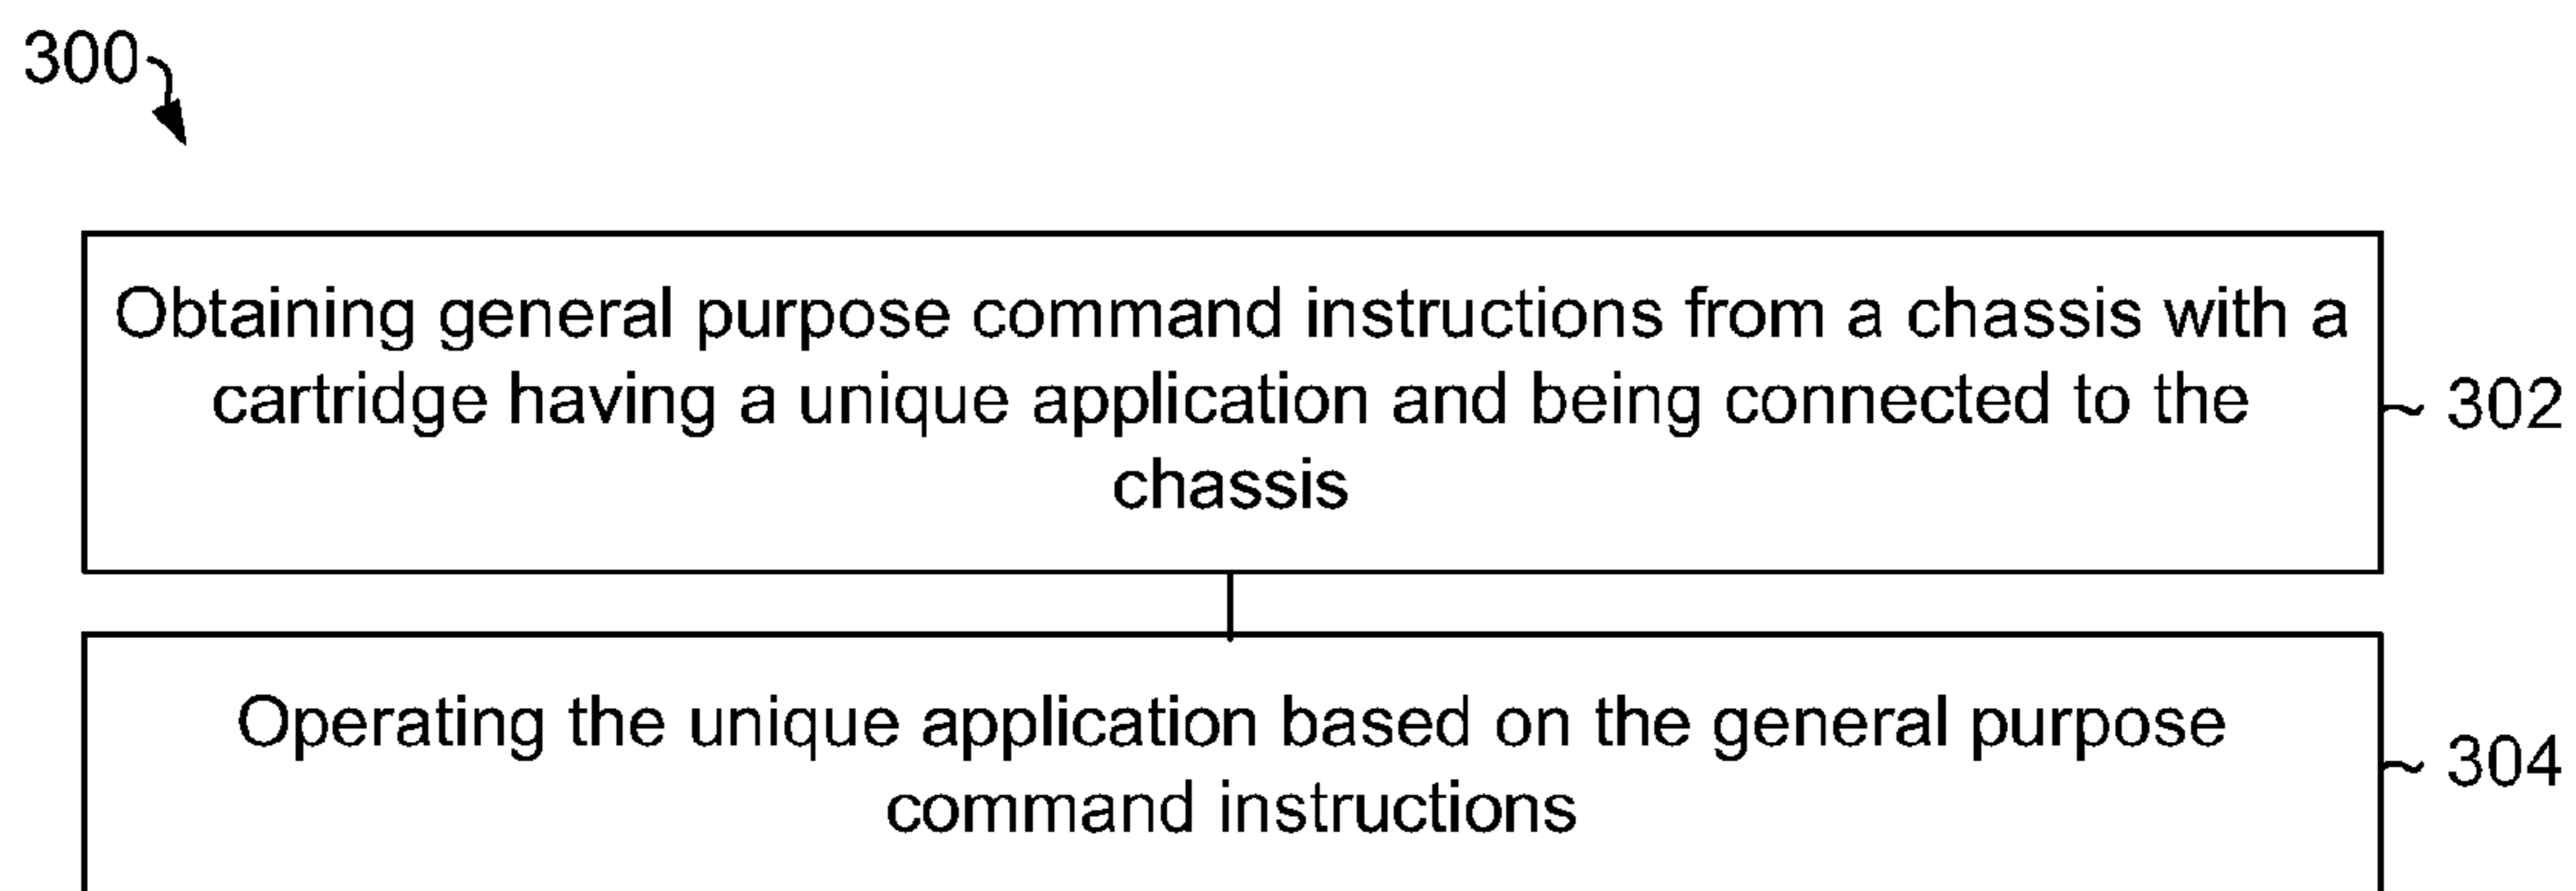 300
Obtaining general purpose command instructions from a chassis with a
cartridge having a unique application and being connected to the
chassis
302
Operating the unique application based on the general purpose
command instructions
304